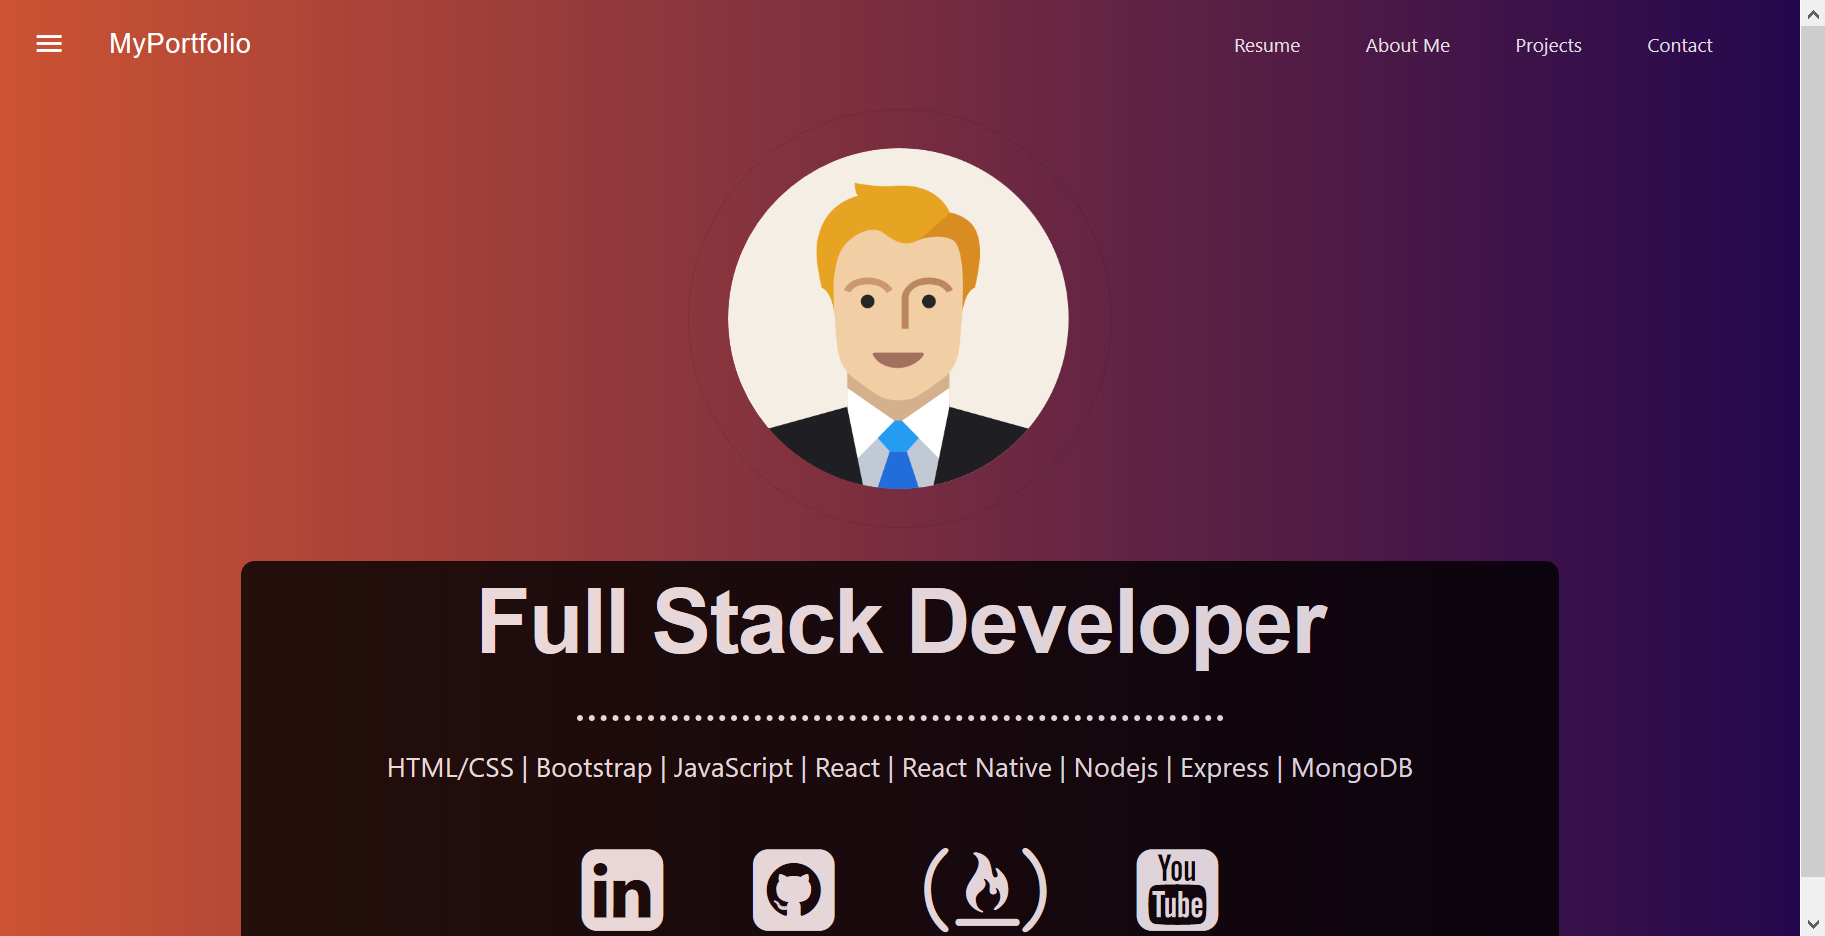 MyPortfolio
Resume About Me Projects Contact
Full Stack Developer
HTML/CSS | Bootstrap | JavaScript | React | React Native | Nodejs | Express | MongoDB
in
You
Tube